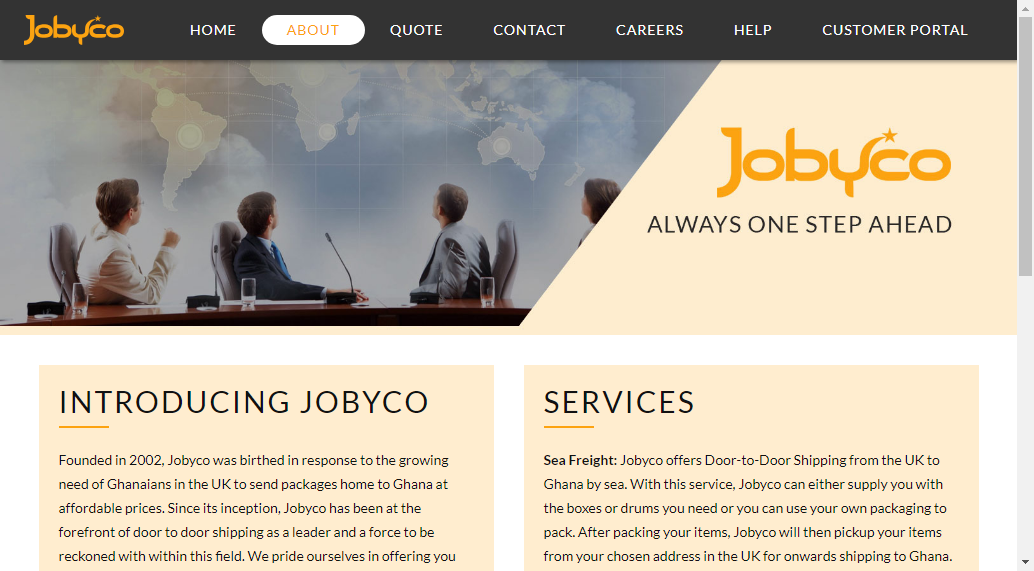 Jobyco
HOME
ABOUT
QUOTE
CONTACT
CAREERS
HELP
CUSTOMER PORTAL
Jobyco
ALWAYS ONE STEP AHEAD
INTRODUCING JOBYCO
Founded in 2002, Jobyco was birthed in response to the growing
need of Ghanaians in the UK to send packages home to Ghana at
affordable prices. Since its inception, Jobyco has been at the
forefront of door to door shipping as a leader and a force to be
reckoned with within this field. We pride ourselves in offering you
SERVICES
Sea Freight: Jobyco offers Door-to-Door Shipping from the UK to
Ghana by sea. With this service, Jobyco can either supply you with
the boxes or drums you need or you can use your own packaging to
pack. After packing your items, Jobyco will then pickup your items
from your chosen address in the UK for onwards shipping to Ghana.